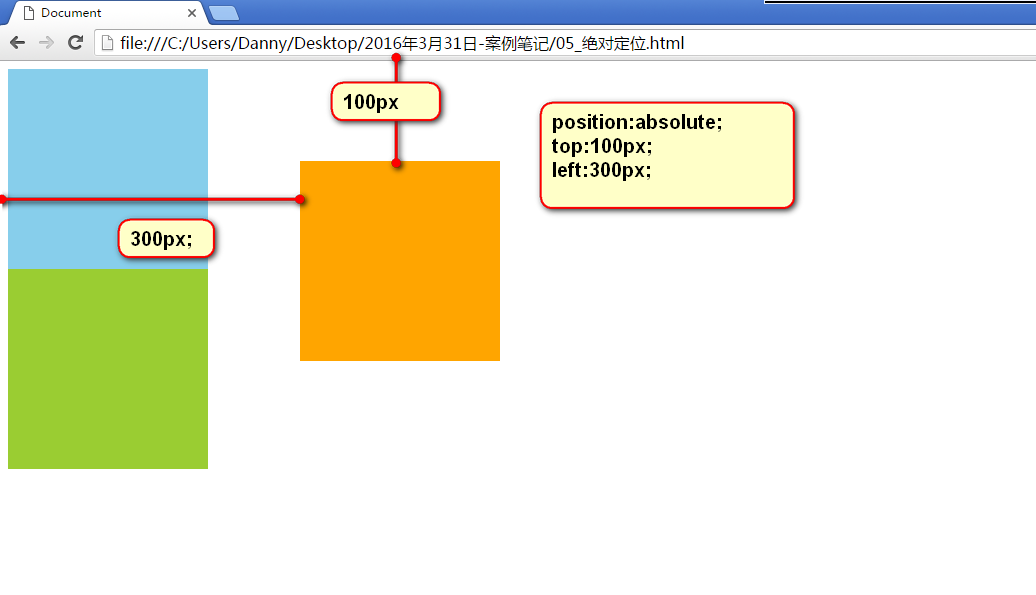 Document
file:///C:/Users/Danny/Desktop/2016年3月31日-案例笔记/05_绝对定位.html
100px
position:absolute;
top:100px;
left:300px;
300px;